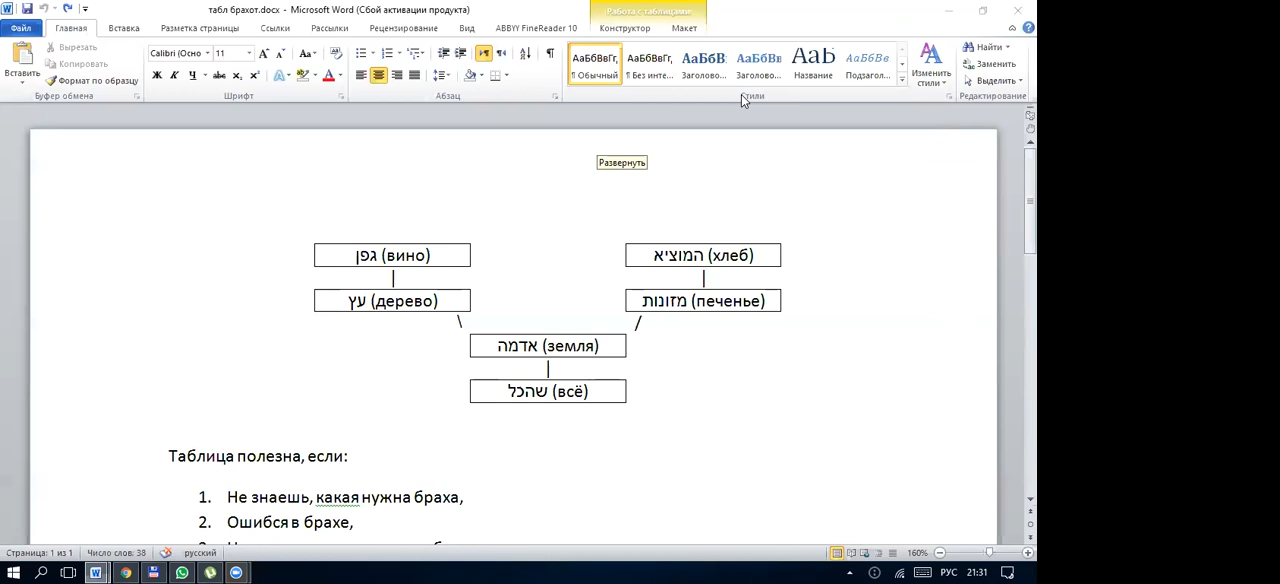 табл брахот.docx - Microsoft Word (Сбой активации продукта)
Работа с таблицами
Файл Главная Вставка Разметка страницы Ссылки Рассылки Рецензирование Вид ABBYY FineReader 10 Конструктор Макет
Вставить
Вырезать
Копировать
Формат по образцу
Буфер обмена
Calibri (Осно 11
Ж К Ч abc x₂ x²
Шрифт
Абзац
АаБбВвГг, АаБбВвГг, АаБбВ АаБбВв АаЬ АаБбВв
¶ Обычный ¶ Без инте... Заголово... Заголово... Название Подзагол...
Изменить стили
Стили
Найти
Заменить
Выделить
Редактирование
Развернуть
גפן (вино) המוציא (хлеб)
|  |
עץ (дерево) מזונות (печенье)
\ /
אדמה (земля)
|
שהכל (всё)
Таблица полезна, если:
1. Не знаешь, какая нужна браха,
2. Ошибся в брахе,
Страница: 1 из 1 Число слов: 38 русский 160%
РУС 21:31